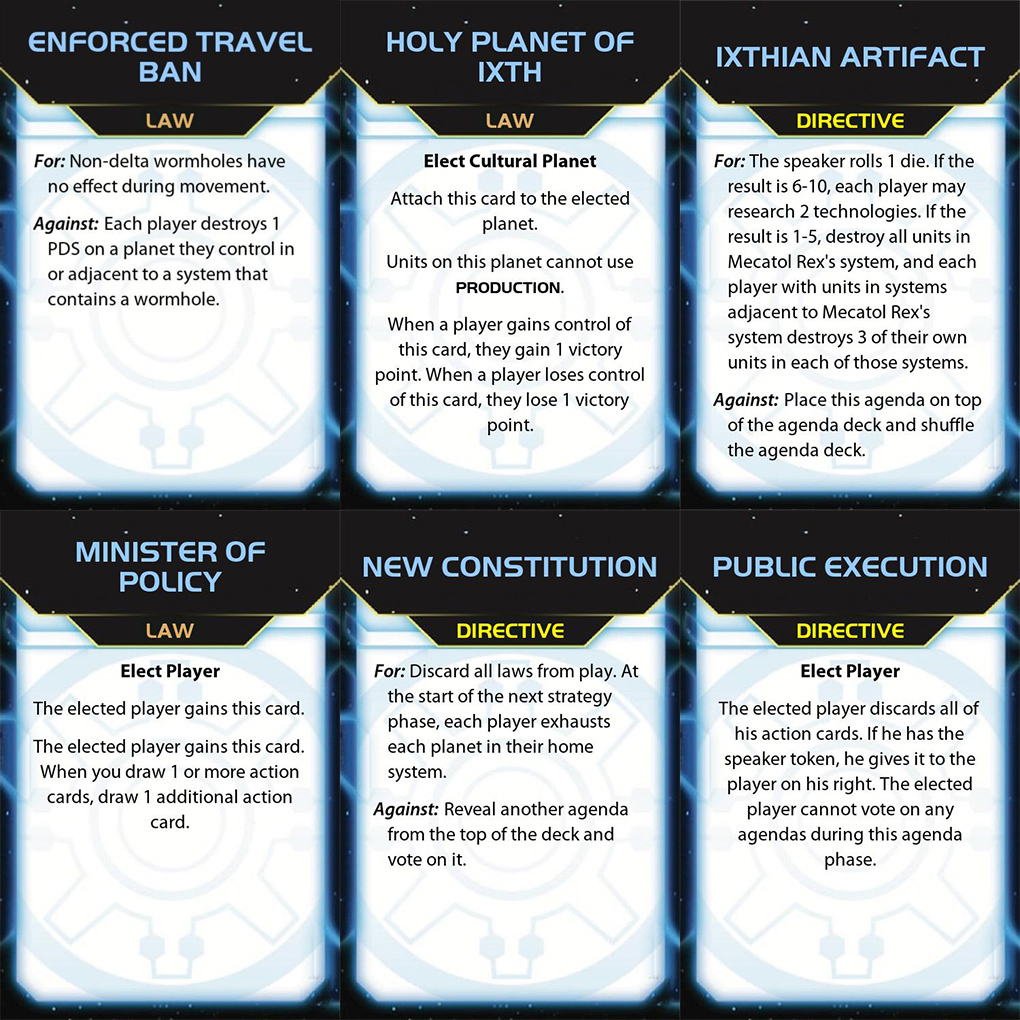 ENFORCED TRAVEL
BAN
LAW
For: Non-delta wormholes have
no effect during movement.
Against: Each player destroys 1
PDS on a planet they control in
or adjacent to a system that
contains a wormhole.
HOLY PLANET OF
IXTH
LAW
Elect Cultural Planet
Attach this card to the elected
planet.
Units on this planet cannot use
PRODUCTION.
When a player gains control of
this card, they gain 1 victory
point. When a player loses control
of this card, they lose 1 victory
point.
IXTHIAN ARTIFACT
DIRECTIVE
For: The speaker rolls 1 die. If the
result is 6-10, each player may
research 2 technologies. If the
result is 1-5, destroy all units in
Mecatol Rex's system, and each
player with units in systems
adjacent to Mecatol Rex's
system destroys 3 of their own
units in each of those systems.
Against: Place this agenda on top
of the agenda deck and shuffle
the agenda deck.
MINISTER OF
POLICY
LAW
Elect Player
The elected player gains this card.
The elected player gains this card.
When you draw 1 or more action
cards, draw 1 additional action
card.
NEW CONSTITUTION
DIRECTIVE
For: Discard all laws from play. At
the start of the next strategy
phase, each player exhausts
each planet in their home
system.
Against: Reveal another agenda
from the top of the deck and
vote on it.
PUBLIC EXECUTION
DIRECTIVE
Elect Player
The elected player discards all of
his action cards. If he has the
speaker token, he gives it to the
player on his right. The elected
player cannot vote on any
agendas during this agenda
phase.